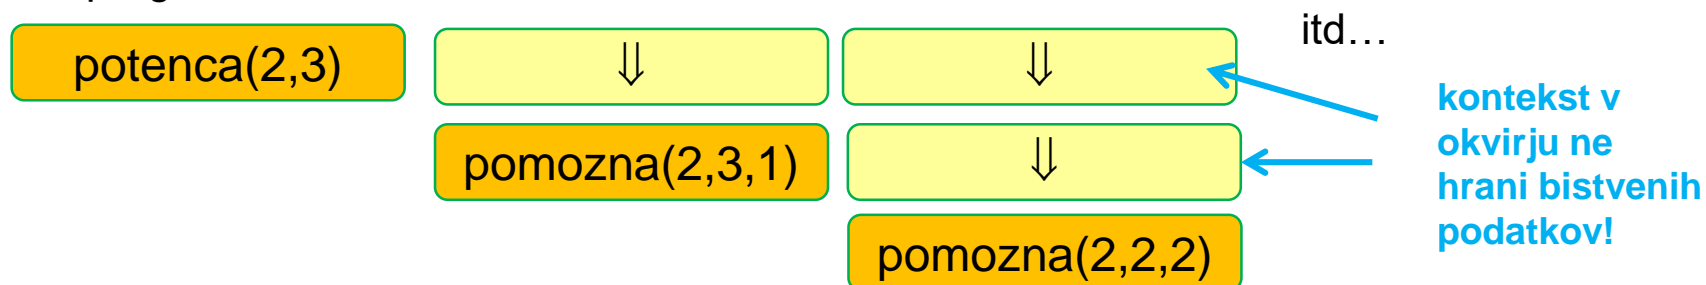 itd…
potenca(2,3)
⇓
⇓
kontekst v
okvirju ne
hrani bistvenih
podatkov!
pomozna(2,3,1)
⇓
pomozna(2,2,2)